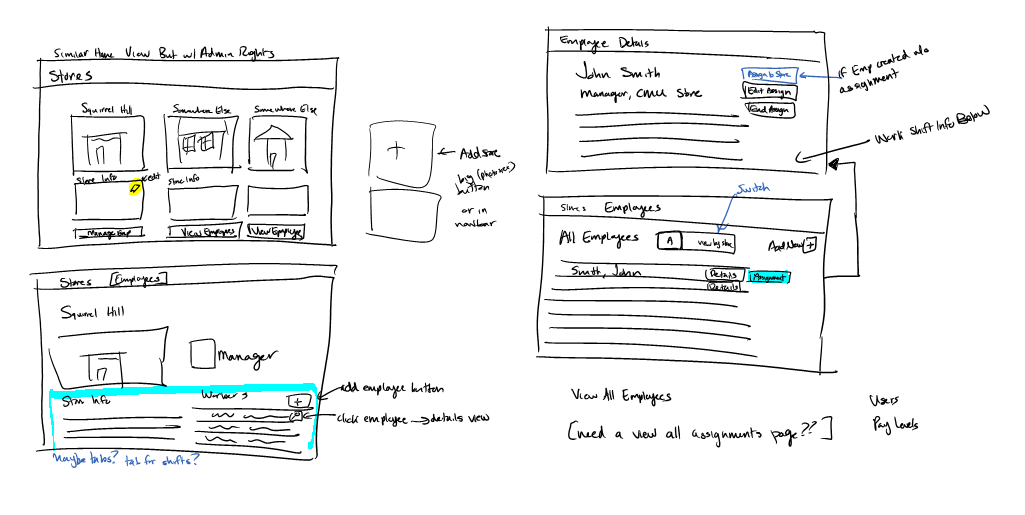 Similar Home View But w/ Admin Rights
Stores
Squirrel Hill
Somewhere Else
Somewhere Else
Store Info
edit
Store Info
Manage Emp
View Employees
View Employee
+
Add store
big (photo rec)
button
or in
navbar
Stores
Employees
Squirrel Hill
Manager
Store Info
Workers
+
add employee button
click employee → details view
Maybe tabs? tab for shifts?
Employee Details
John Smith
Manager, CMU Store
Assign to Store
Edit Assign
End Assign
if Emp created w/o
assignment
Work Shift Info Below
Switch
Stores Employees
All Employees
A
view by store
Add New +
Smith, John
Details
Assignment
Details
View All Employees
[need a view all assignments page??]
Users
Pay Levels